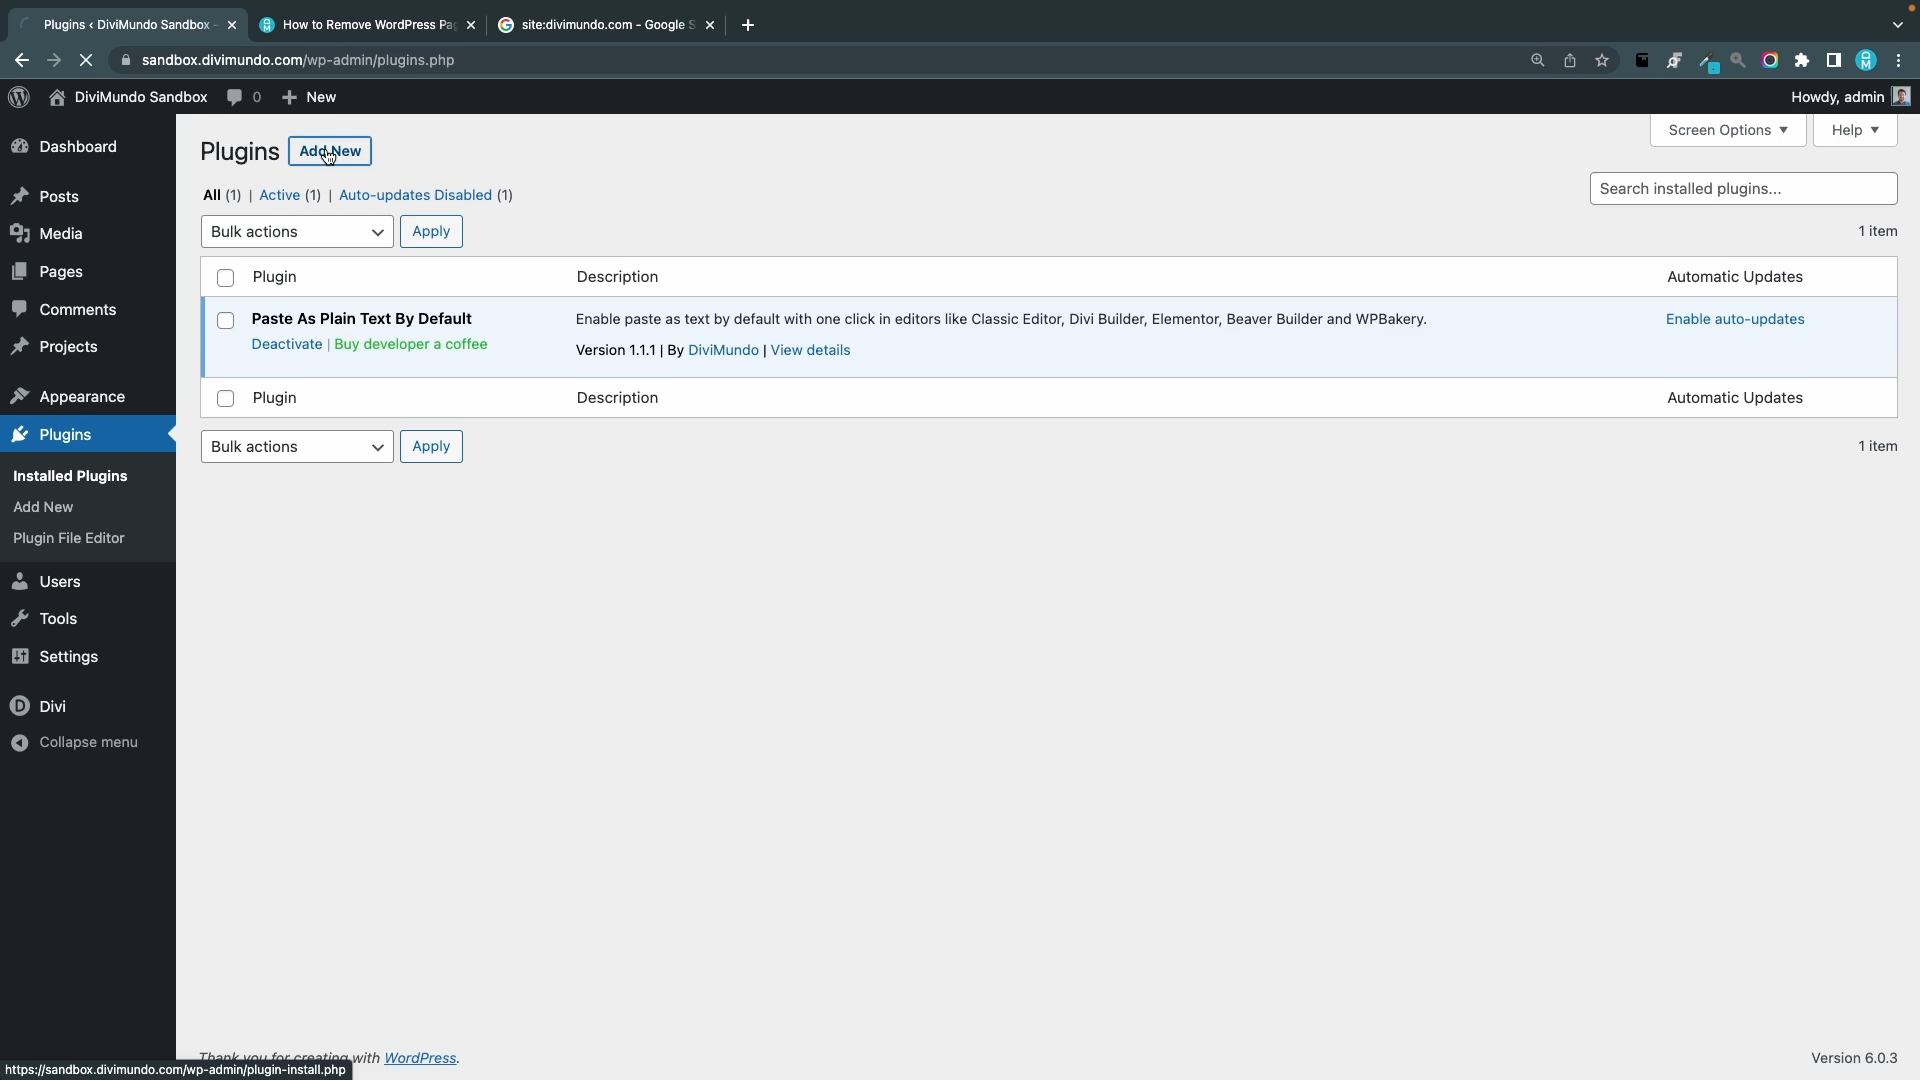 Plugins < DiviMundo Sandbox -
How to Remove WordPress Pa
site:divimundo.com - Google S
sandbox.divimundo.com/wp-admin/plugins.php
DiviMundo Sandbox
0
New
Howdy, admin
Dashboard
Posts
Media
Pages
Comments
Projects
Appearance
Plugins
Installed Plugins
Add New
Plugin File Editor
Users
Tools
Settings
Divi
Collapse menu
Screen Options
Help
Plugins
Add New
All (1) | Active (1) | Auto-updates Disabled (1)
Search installed plugins...
Bulk actions
Apply
1 item
Plugin
Description
Automatic Updates
Paste As Plain Text By Default
Enable paste as text by default with one click in editors like Classic Editor, Divi Builder, Elementor, Beaver Builder and WPBakery.
Enable auto-updates
Deactivate | Buy developer a coffee
Version 1.1.1 | By DiviMundo | View details
Plugin
Description
Automatic Updates
Bulk actions
Apply
1 item
Thank you for creating with WordPress.
Version 6.0.3
https://sandbox.divimundo.com/wp-admin/plugin-install.php